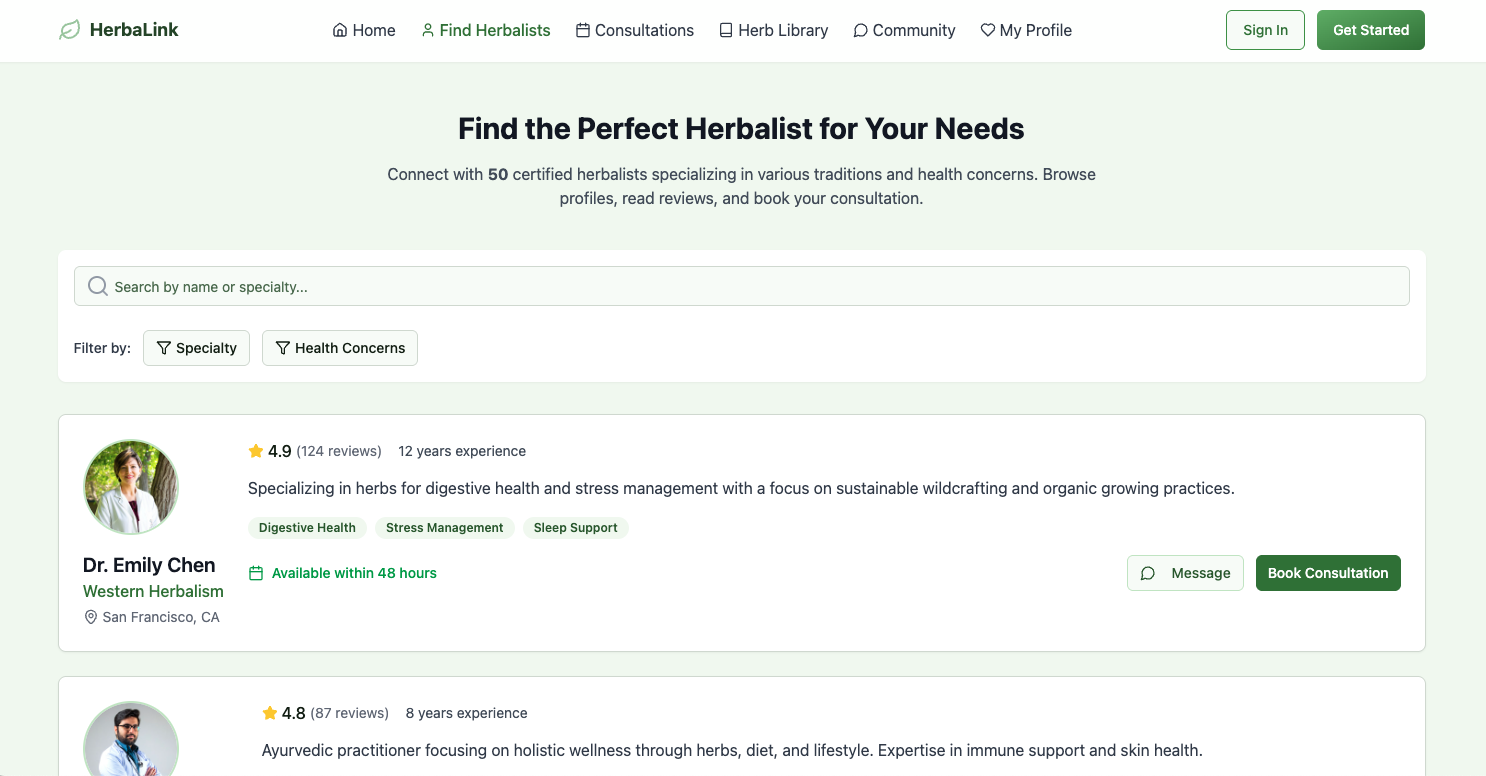 HerbaLink
Home
Find Herbalists
Consultations
Herb Library
Community
My Profile
Sign In
Get Started
Find the Perfect Herbalist for Your Needs
Connect with 50 certified herbalists specializing in various traditions and health concerns. Browse
profiles, read reviews, and book your consultation.
Search by name or specialty...
Filter by:
Specialty
Health Concerns
4.9 (124 reviews) 12 years experience
Specializing in herbs for digestive health and stress management with a focus on sustainable wildcrafting and organic growing practices.
Digestive Health
Stress Management
Sleep Support
Dr. Emily Chen
Western Herbalism
San Francisco, CA
Available within 48 hours
Message
Book Consultation
4.8 (87 reviews) 8 years experience
Ayurvedic practitioner focusing on holistic wellness through herbs, diet, and lifestyle. Expertise in immune support and skin health.